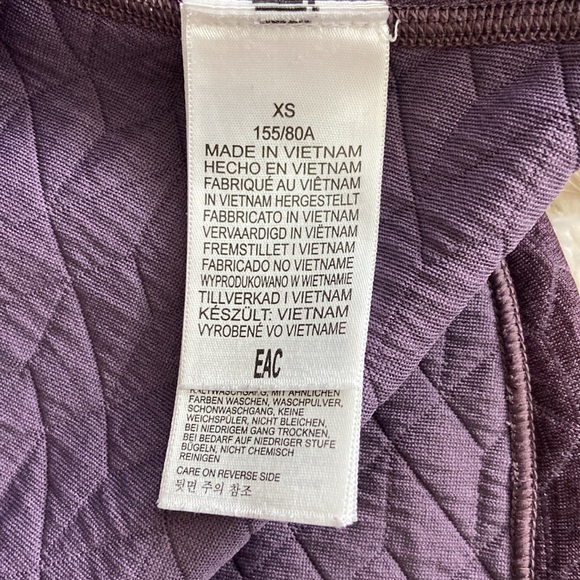 XS
155/80A
MADE IN VIETNAM
HECHO EN VIETNAM
FABRIQUÉ AU VIÊTNAM
IN VIETNAM HERGESTELLT
FABBRICATO IN VIETNAM
VERVAARDIGD IN VIETNAM
FREMSTILLET I VIETNAM
FABRICADO NO VIETNAME
WYPRODUKOWANO W WIETNAMIE
TILLVERKAD I VIETNAM
KÉSZÜLT: VIETNAM
VYROBENÉ VO VIETNAME
EAC
MIT ÄHNLICHEN
FARBEN WASCHEN, WASCHPULVER,
SCHONWASCHGANG, KEINE
WEICHSPÜLER, NICHT BLEICHEN,
BEI NIEDRIGEM GANG TROCKNEN,
BEI BEDARF AUF NIEDRIGER STUFE
BÜGELN, NICHT CHEMISCH
REINIGEN
CARE ON REVERSE SIDE
뒷면 주의 참조